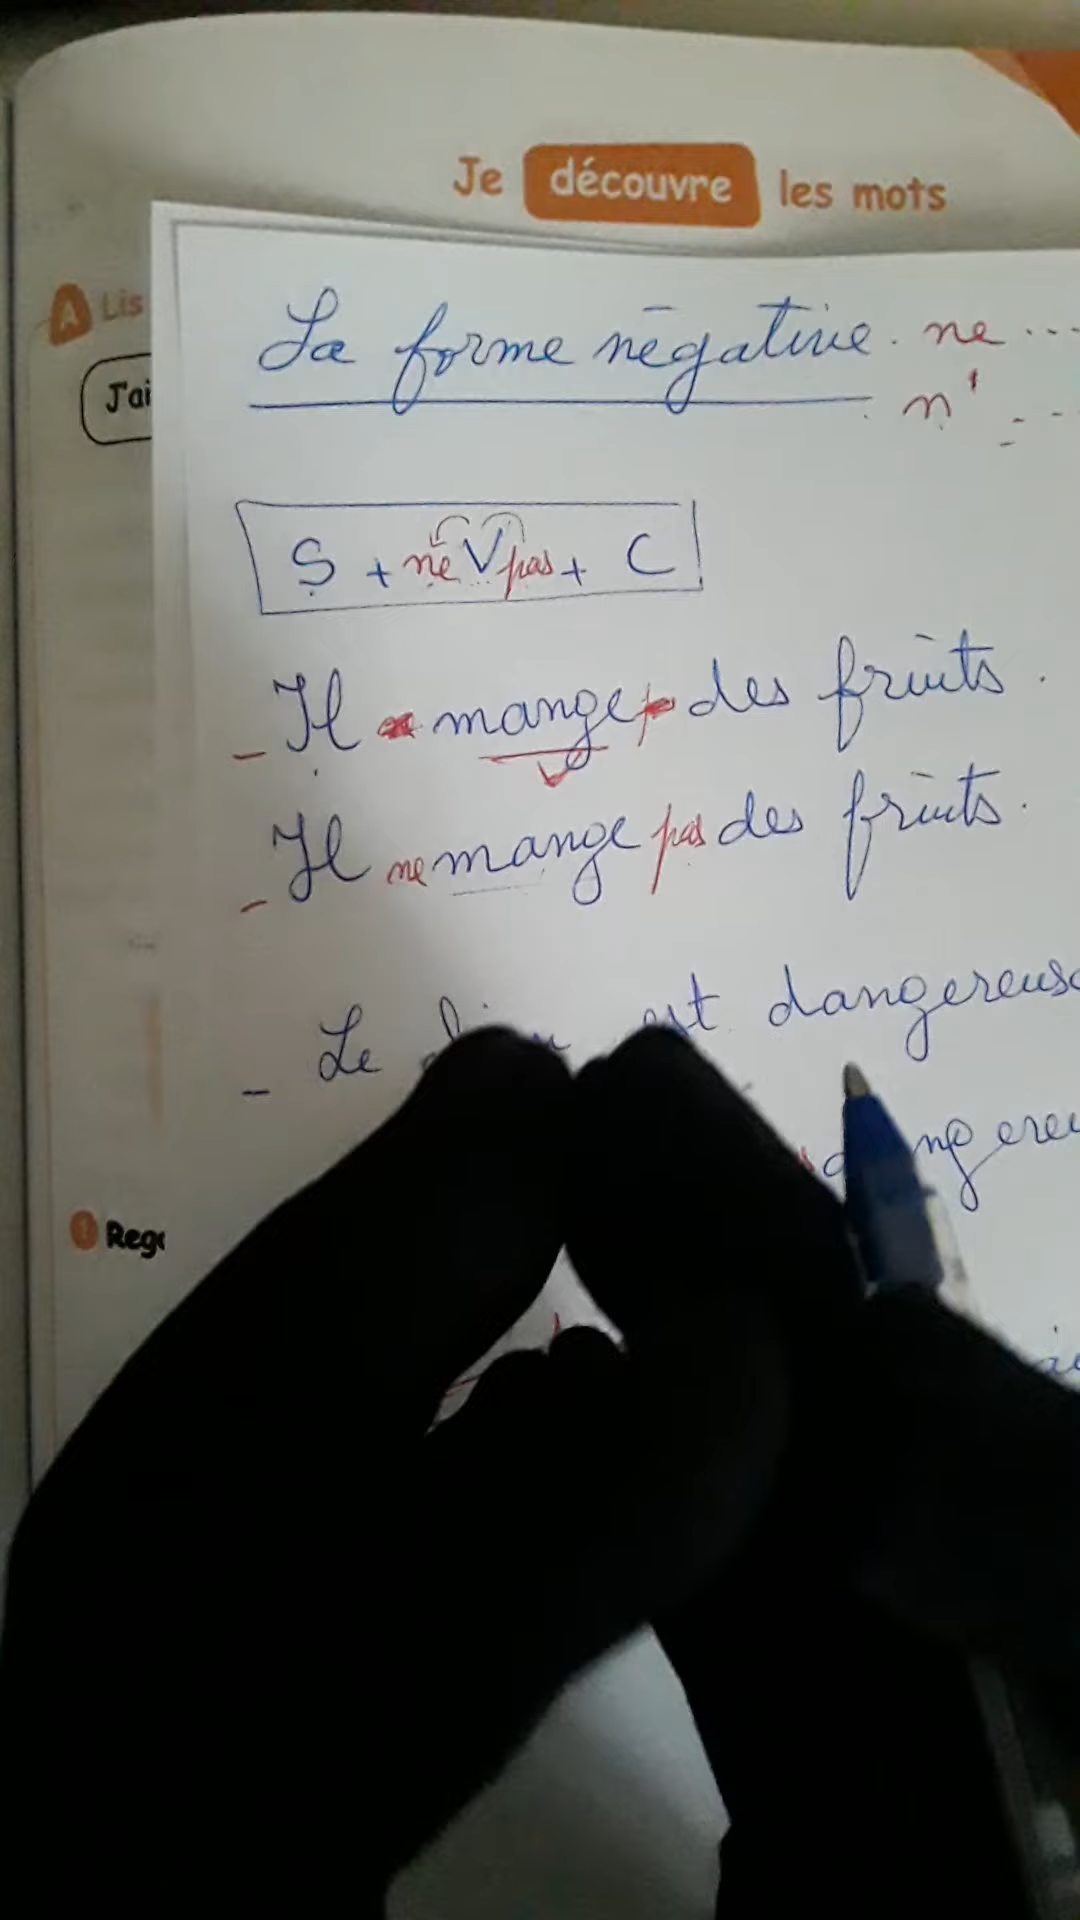 Je découvre les mots
A Lis
J'ai
La forme négative. ne ...
n' ...
S + ne V pas + C
- Il mange des fruits.
- Il ne mange pas des fruits.
- Le est dangereuse
Reg